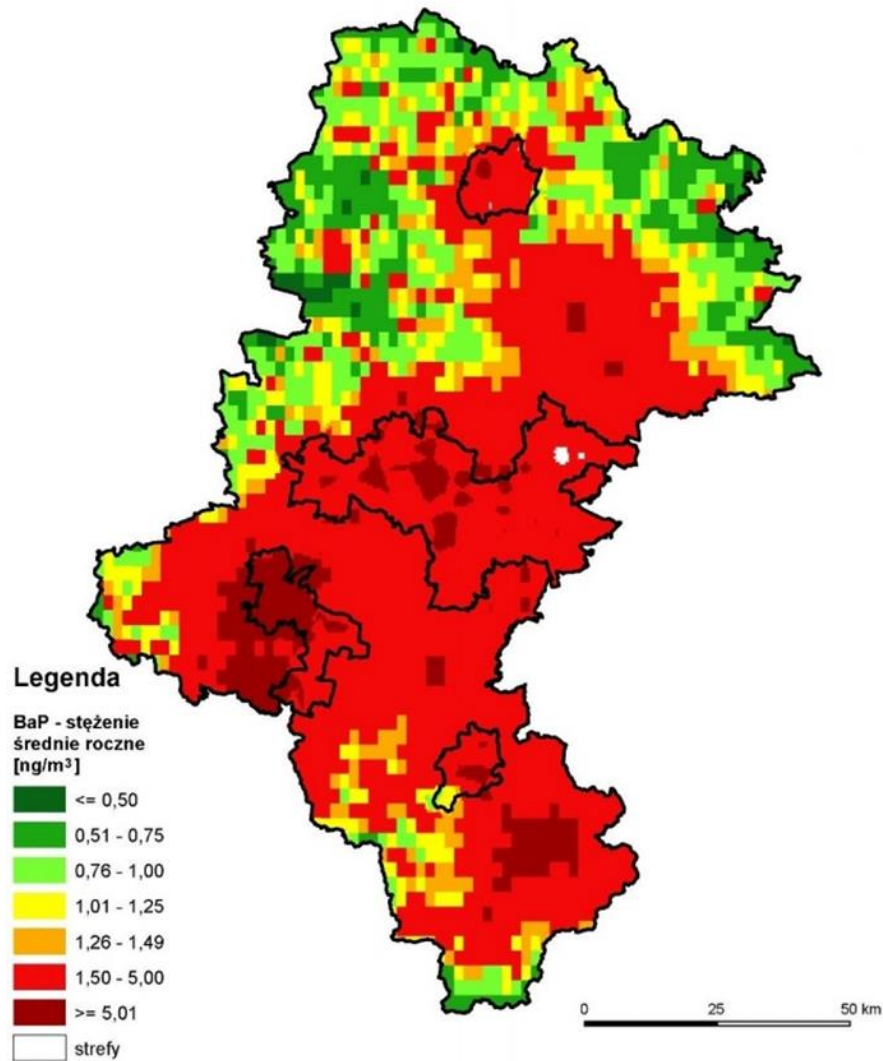 Legenda
BaP - stężenie
średnie roczne
[ng/m³]
<= 0,50
0,51 - 0,75
0,76 - 1,00
1,01 - 1,25
1,26 - 1,49
1,50 - 5,00
>= 5,01
strefy
0 25 50 km